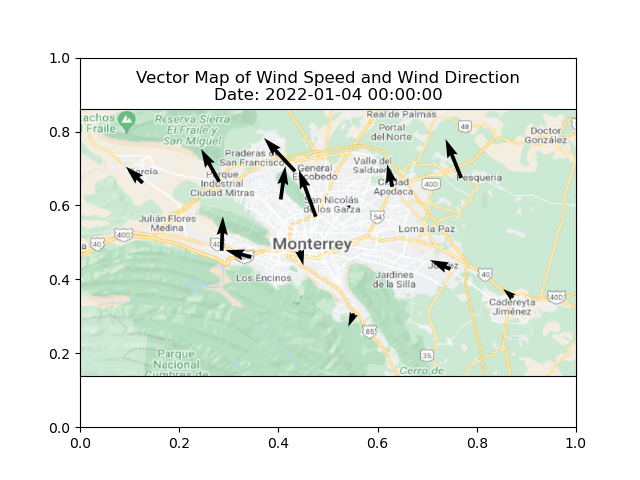 Vector Map of Wind Speed and Wind Direction
Date: 2022-01-04 00:00:00
1.0
0.8
0.6
0.4
0.2
0.0
0.0
0.2
0.4
0.6
0.8
1.0
achos
Fraile
Reserva Sierra
El Fraile y
San Miguel
Real de Palmas
Portal
del Norte
48
Doctor
González
Praderas
San Francisco
General
Escobedo
Valle del
Parque
Industrial
Ciudad Mitras
Apodaca
40D
esqueria
San Nicolás
de los Garza
54
Julián Flores
Medina
Loma la Paz
40
40D
Monterrey
Los Encinos
Jardines
de la Silla
40
Cadereyta
Jiménez
40D
85
35
Parque
Nacional
Cumbres de
Cerro de